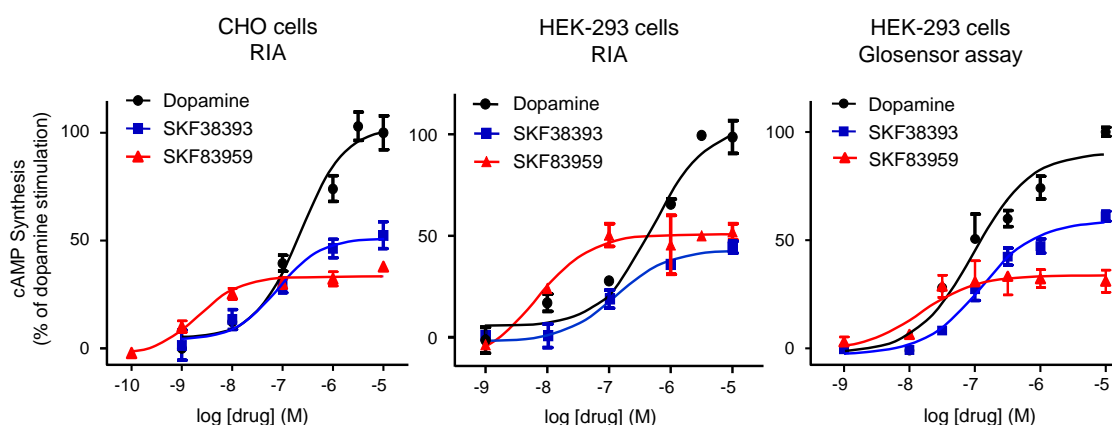 CHO cells
RIA
cAMP Synthesis
(% of dopamine stimulation)
Dopamine
SKF38393
SKF83959
100
50
0
-10 -9 -8 -7 -6 -5
log [drug] (M)
HEK-293 cells
RIA
Dopamine
SKF38393
SKF83959
100
50
0
-9 -8 -7 -6 -5
log [drug] (M)
HEK-293 cells
Glosensor assay
Dopamine
SKF38393
SKF83959
100
50
0
-9 -8 -7 -6 -5
log [drug] (M)